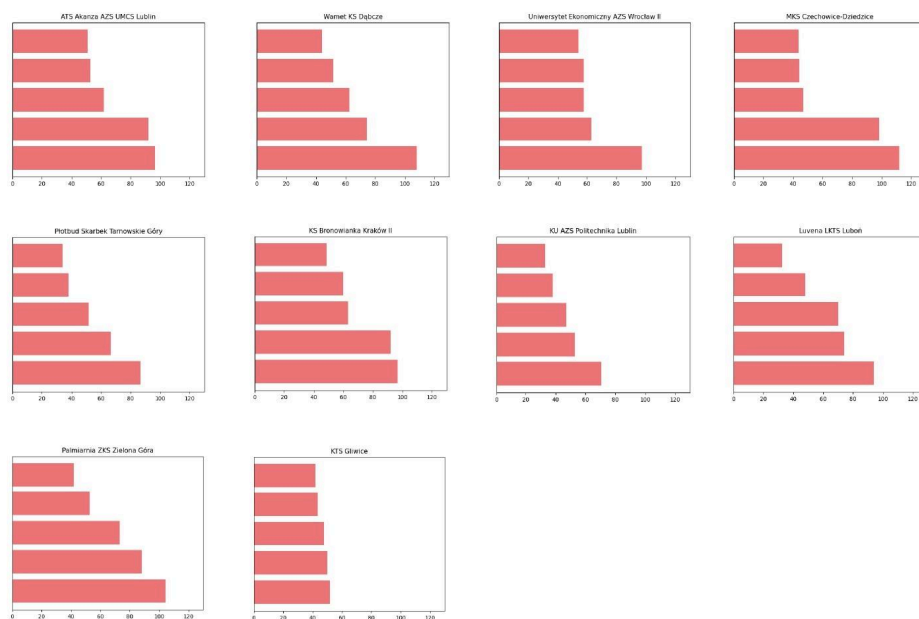 ATS Akanza AZS UMCS Lublin
0 20 40 60 80 100 120
Wamet KS Dąbcze
0 20 40 60 80 100 120
Uniwersytet Ekonomiczny AZS Wrocław II
0 20 40 60 80 100 120
MKS Czechowice-Dziedzice
0 20 40 60 80 100 120
Płotbud Skarbek Tarnowskie Góry
0 20 40 60 80 100 120
KS Bronowianka Kraków II
0 20 40 60 80 100 120
KU AZS Politechnika Lublin
0 20 40 60 80 100 120
Luvena LKTS Luboń
0 20 40 60 80 100 120
Palmiarnia ZKS Zielona Góra
0 20 40 60 80 100 120
KTS Gliwice
0 20 40 60 80 100 120